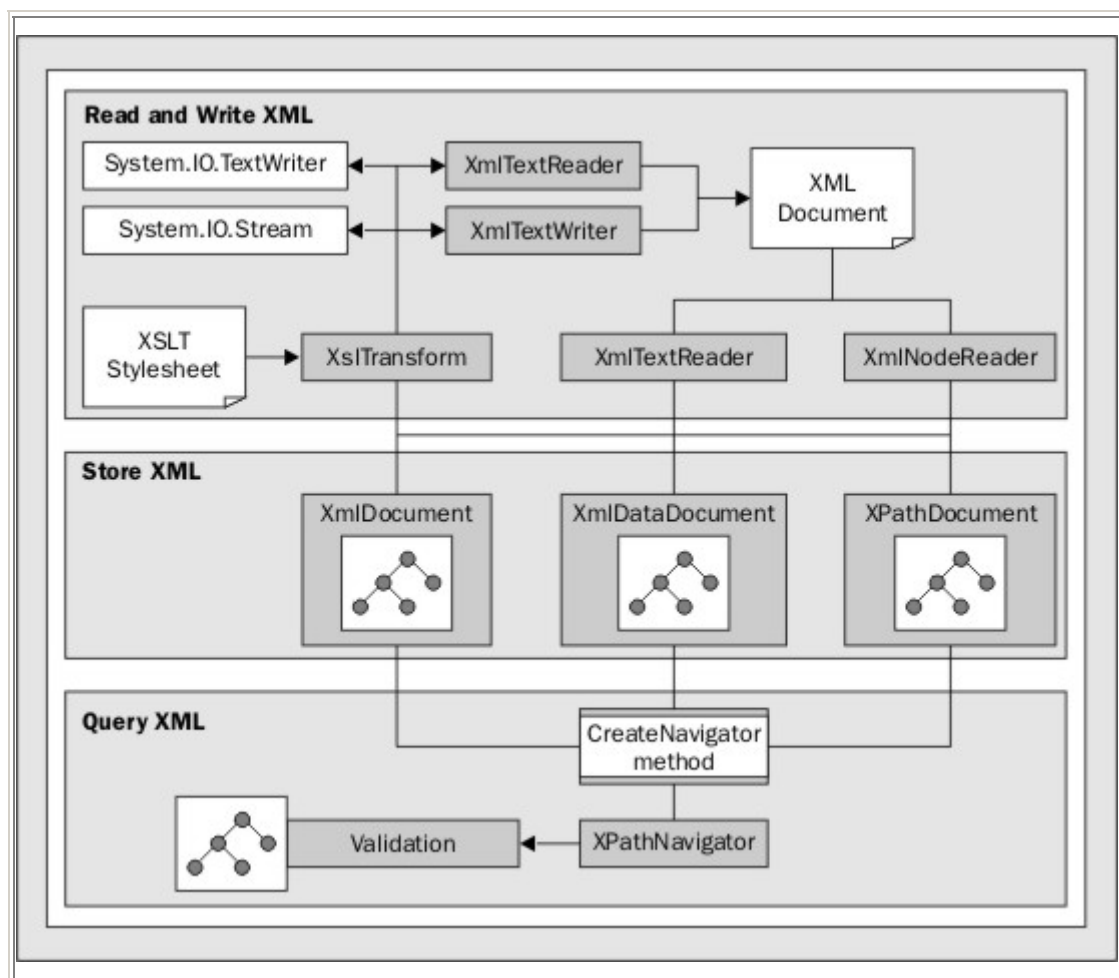 Read and Write XML
System.IO.TextWriter
XmlTextReader
XML
Document
System.IO.Stream
XmlTextWriter
XSLT
Stylesheet
XslTransform
XmlTextReader
XmlNodeReader
Store XML
XmlDocument
XmlDataDocument
XPathDocument
Query XML
CreateNavigator
method
Validation
XPathNavigator